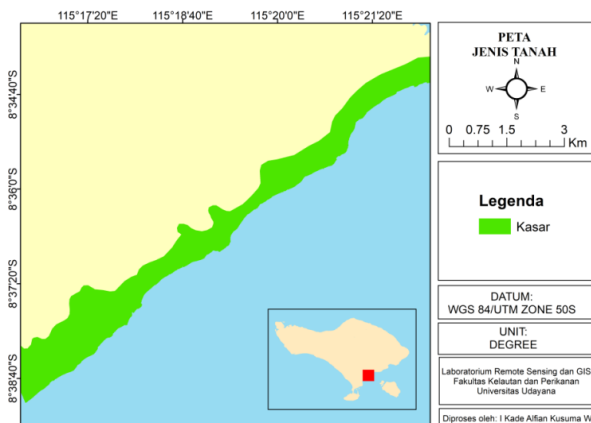 115°17'20"E 115°18'40"E 115°20'0"E 115°21'20"E
8°34'40"S
8°36'0"S
8°37'20"S
8°38'40"S
PETA
JENIS TANAH
N
W E
S
0 0.75 1.5 3
Km
Legenda
Kasar
DATUM:
WGS 84/UTM ZONE 50S
UNIT:
DEGREE
Laboratorium Remote Sensing dan GIS
Fakultas Kelautan dan Perikanan
Universitas Udayana
Diproses oleh: I Kade Alfian Kusuma W